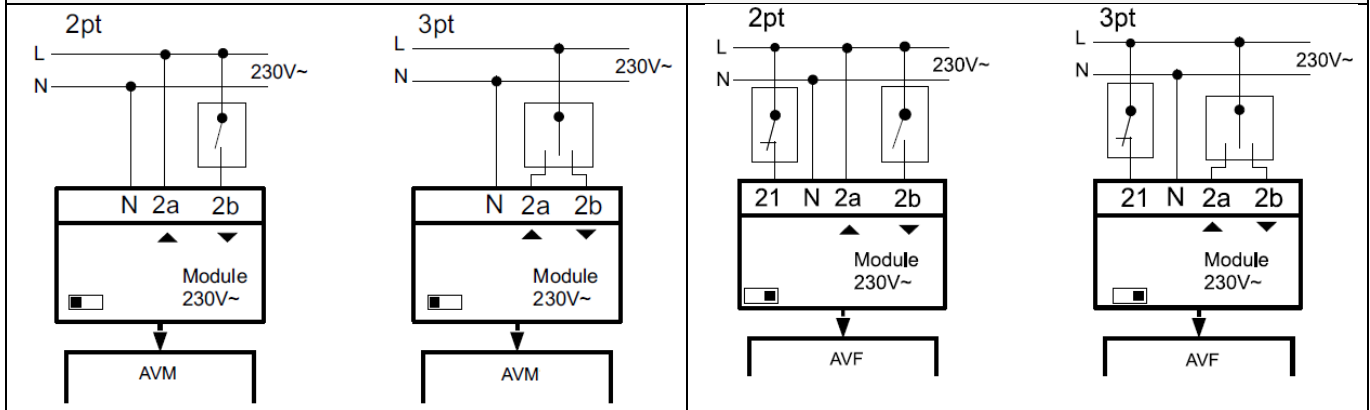 2pt
L
N
230V~
N 2a 2b
▲ ▼
Module
230V~
AVM
3pt
L
N
230V~
N 2a 2b
▲ ▼
Module
230V~
AVM
2pt
L
N
230V~
21 N 2a 2b
▲ ▼
Module
230V~
AVF
3pt
L
N
230V~
21 N 2a 2b
▲ ▼
Module
230V~
AVF